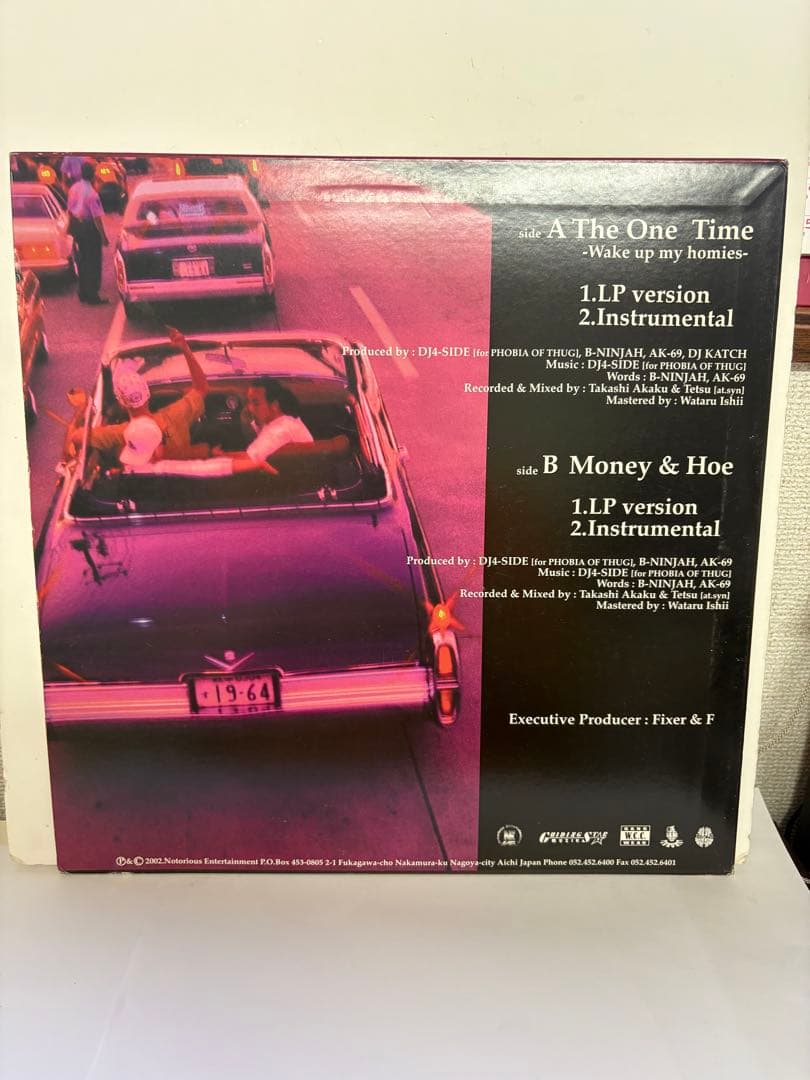 side A The One Time
-Wake up my homies-
1.LP version
2.Instrumental
Produced by : DJ4-SIDE [for PHOBIA OF THUG], B-NINJAH, AK-69, DJ KATCH
Music : DJ4-SIDE [for PHOBIA OF THUG]
Words : B-NINJAH, AK-69
Recorded & Mixed by : Takashi Akaku & Tetsu [at.syn]
Mastered by : Wataru Ishii
side B Money & Hoe
1.LP version
2.Instrumental
Produced by : DJ4-SIDE [for PHOBIA OF THUG], B-NINJAH, AK-69
Music : DJ4-SIDE [for PHOBIA OF THUG]
Words : B-NINJAH, AK-69
Recorded & Mixed by : Takashi Akaku & Tetsu [at.syn]
Mastered by : Wataru Ishii
19-64
Executive Producer : Fixer & F
GUIDING STAR
W.C.C.
℗&© 2002.Notorious Entertainment P.O.Box 453-0805 2-1 Fukagawa-cho Nakamura-ku Nagoya-city Aichi Japan Phone 052.452.6400 Fax 052.452.6401